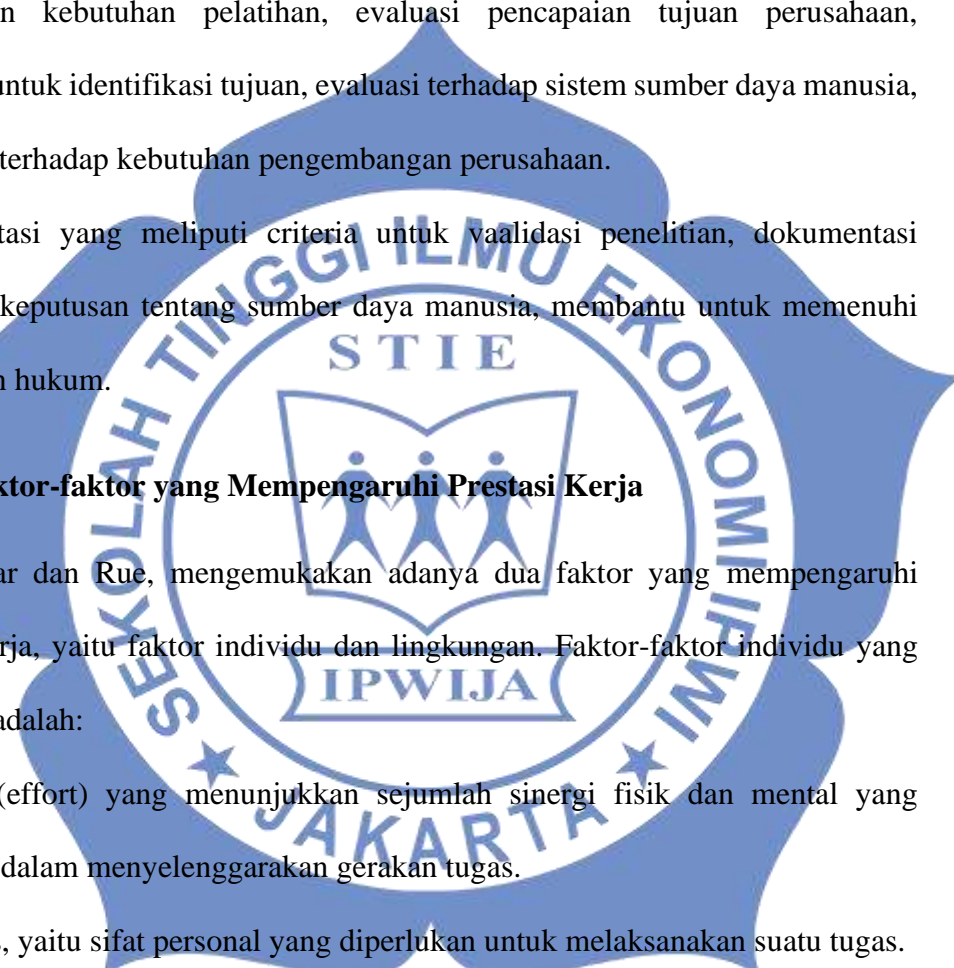 n kebutuhan pelatihan, evaluasi pencapaian tujuan perusahaan,
untuk identifikasi tujuan, evaluasi terhadap sistem sumber daya manusia,
terhadap kebutuhan pengembangan perusahaan.
tasi yang meliputi criteria untuk vaalidasi penelitian, dokumentasi
keputusan tentang sumber daya manusia, membantu untuk memenuhi
n hukum.
ktor-faktor yang Mempengaruhi Prestasi Kerja
ar dan Rue, mengemukakan adanya dua faktor yang mempengaruhi
rja, yaitu faktor individu dan lingkungan. Faktor-faktor individu yang
adalah:
(effort) yang menunjukkan sejumlah sinergi fisik dan mental yang
dalam menyelenggarakan gerakan tugas.
, yaitu sifat personal yang diperlukan untuk melaksanakan suatu tugas.
SEKOLAH TINGGI ILMU EKONOMI IPWI
JAKARTA
STIE
IPWIJA